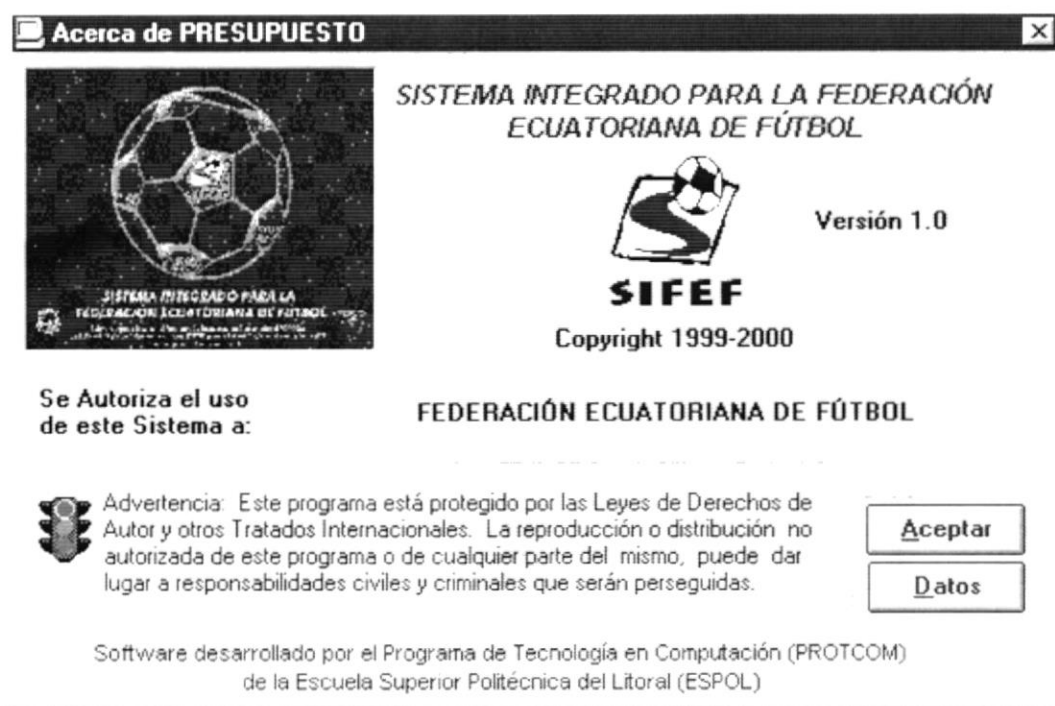 Acerca de PRESUPUESTO
SISTEMA INTEGRADO PARA LA FEDERACIÓN
ECUATORIANA DE FÚTBOL
Versión 1.0
SIFEF
Copyright 1999-2000
SISTEMA INTEGRADO PARA LA
FEDERACION ECUATORIANA DE FUTBOL
Se Autoriza el uso
de este Sistema a:
FEDERACIÓN ECUATORIANA DE FÚTBOL
Advertencia: Este programa está protegido por las Leyes de Derechos de
Autor y otros Tratados Internacionales. La reproducción o distribución no
autorizada de este programa o de cualquier parte del mismo, puede dar
lugar a responsabilidades civiles y criminales que serán perseguidas.
Aceptar
Datos
Software desarrollado por el Programa de Tecnología en Computación (PROTCOM)
de la Escuela Superior Politécnica del Litoral (ESPOL)